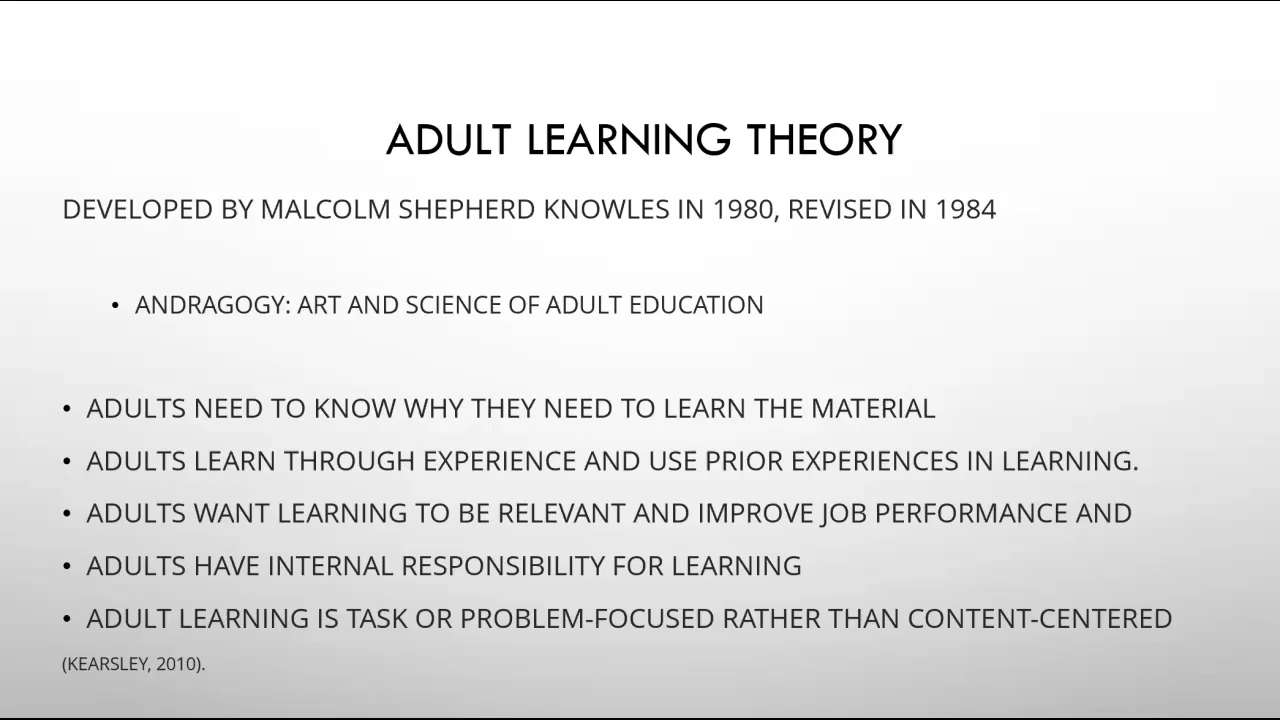 ADULT LEARNING THEORY
DEVELOPED BY MALCOLM SHEPHERD KNOWLES IN 1980, REVISED IN 1984
• ANDRAGOGY: ART AND SCIENCE OF ADULT EDUCATION
• ADULTS NEED TO KNOW WHY THEY NEED TO LEARN THE MATERIAL
• ADULTS LEARN THROUGH EXPERIENCE AND USE PRIOR EXPERIENCES IN LEARNING.
• ADULTS WANT LEARNING TO BE RELEVANT AND IMPROVE JOB PERFORMANCE AND
• ADULTS HAVE INTERNAL RESPONSIBILITY FOR LEARNING
• ADULT LEARNING IS TASK OR PROBLEM-FOCUSED RATHER THAN CONTENT-CENTERED
(KEARSLEY, 2010).